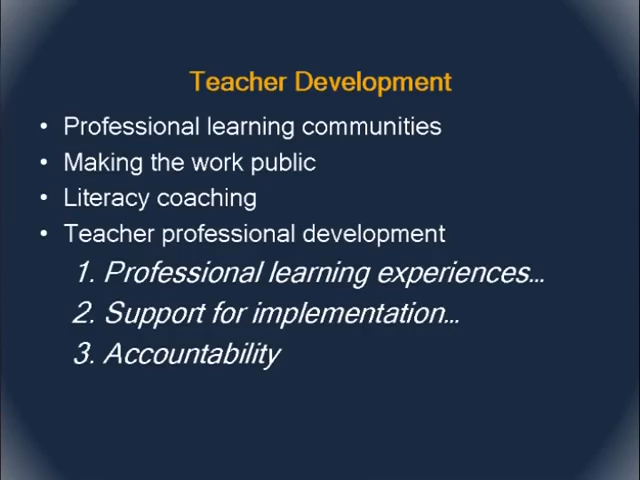 Teacher Development
• Professional learning communities
• Making the work public
• Literacy coaching
• Teacher professional development
1. Professional learning experiences...
2. Support for implementation...
3. Accountability